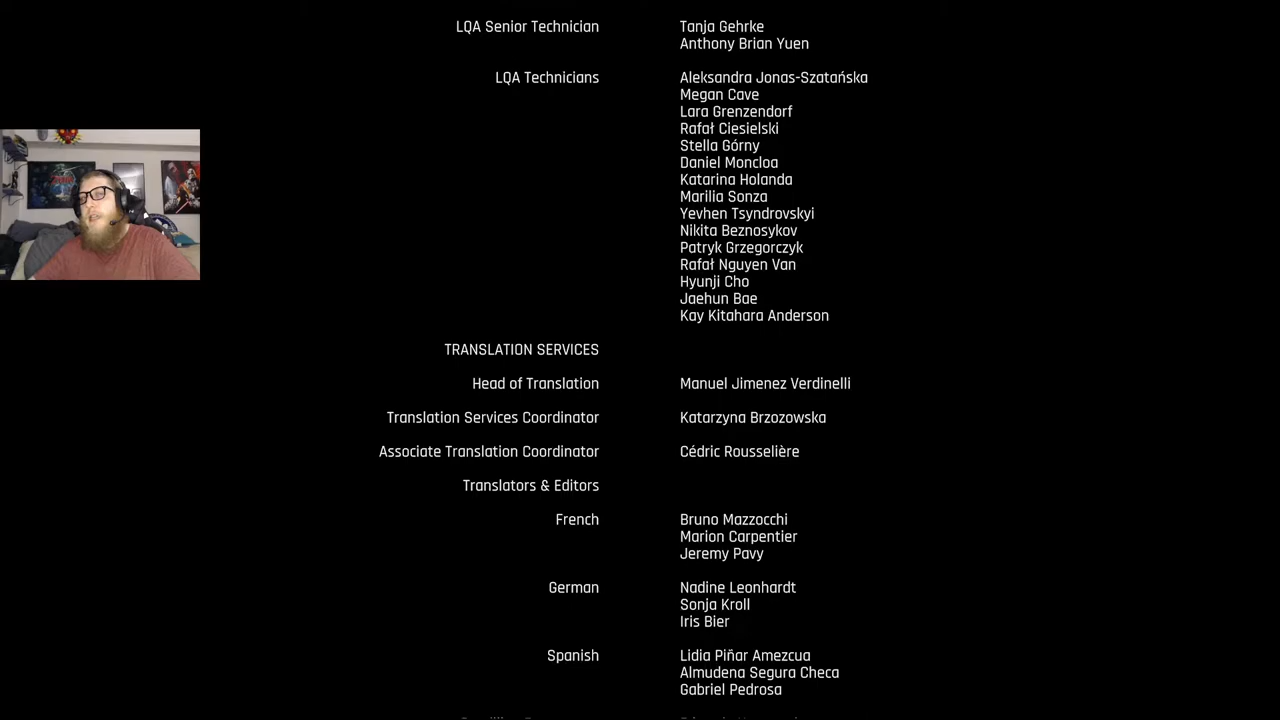 LQA Senior Technician Tanja Gehrke
Anthony Brian Yuen
LQA Technicians Aleksandra Jonas-Szatańska
Megan Cave
Lara Grenzendorf
Rafał Ciesielski
Stella Górny
Daniel Moncloa
Katarina Holanda
Marilia Sonza
Yevhen Tsyndrovskyi
Nikita Beznosykov
Patryk Grzegorczyk
Rafał Nguyen Van
Hyunji Cho
Jaehun Bae
Kay Kitahara Anderson
TRANSLATION SERVICES
Head of Translation Manuel Jimenez Verdinelli
Translation Services Coordinator Katarzyna Brzozowska
Associate Translation Coordinator Cédric Rousselière
Translators & Editors
French Bruno Mazzocchi
Marion Carpentier
Jeremy Pavy
German Nadine Leonhardt
Sonja Kroll
Iris Bier
Spanish Lidia Piñar Amezcua
Almudena Segura Checa
Gabriel Pedrosa